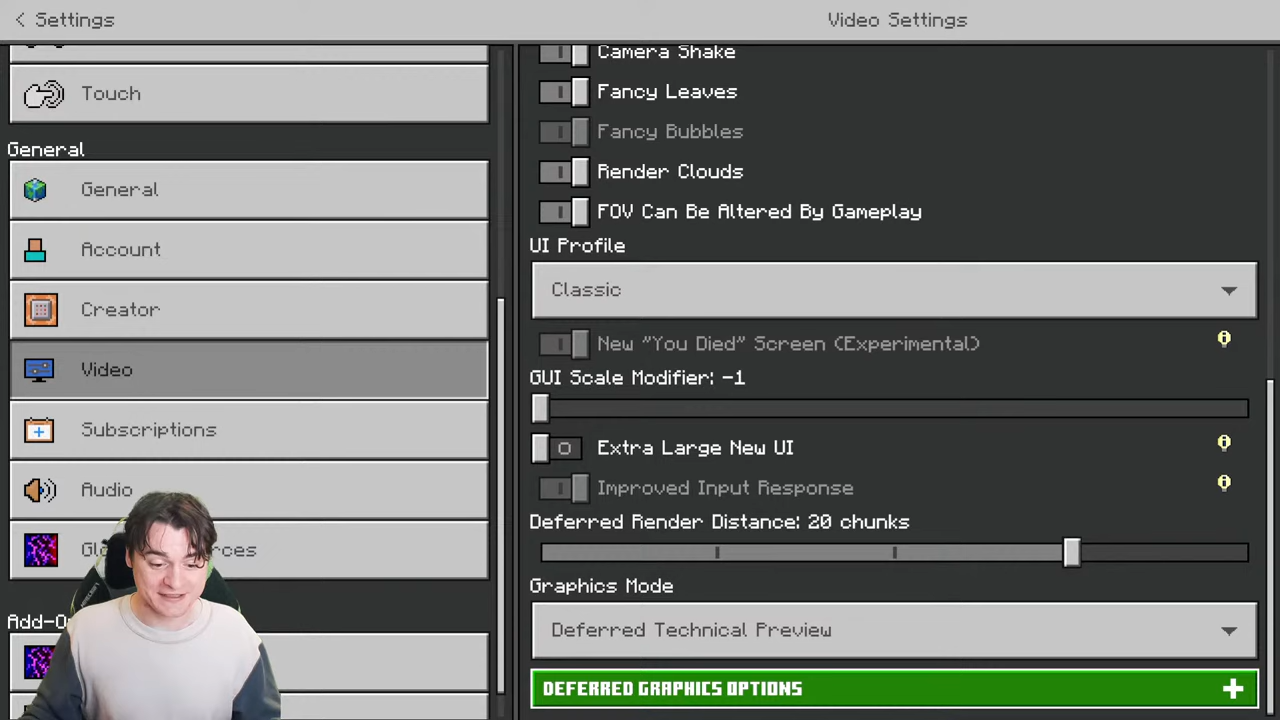 Settings
Video Settings
Touch
General
General
Account
Creator
Video
Subscriptions
Audio
Camera Shake
Fancy Leaves
Fancy Bubbles
Render Clouds
FOV Can Be Altered By Gameplay
UI Profile
Classic
New "You Died" Screen (Experimental)
GUI Scale Modifier: -1
Extra Large New UI
Improved Input Response
Deferred Render Distance: 20 chunks
Graphics Mode
Deferred Technical Preview
DEFERRED GRAPHICS OPTIONS